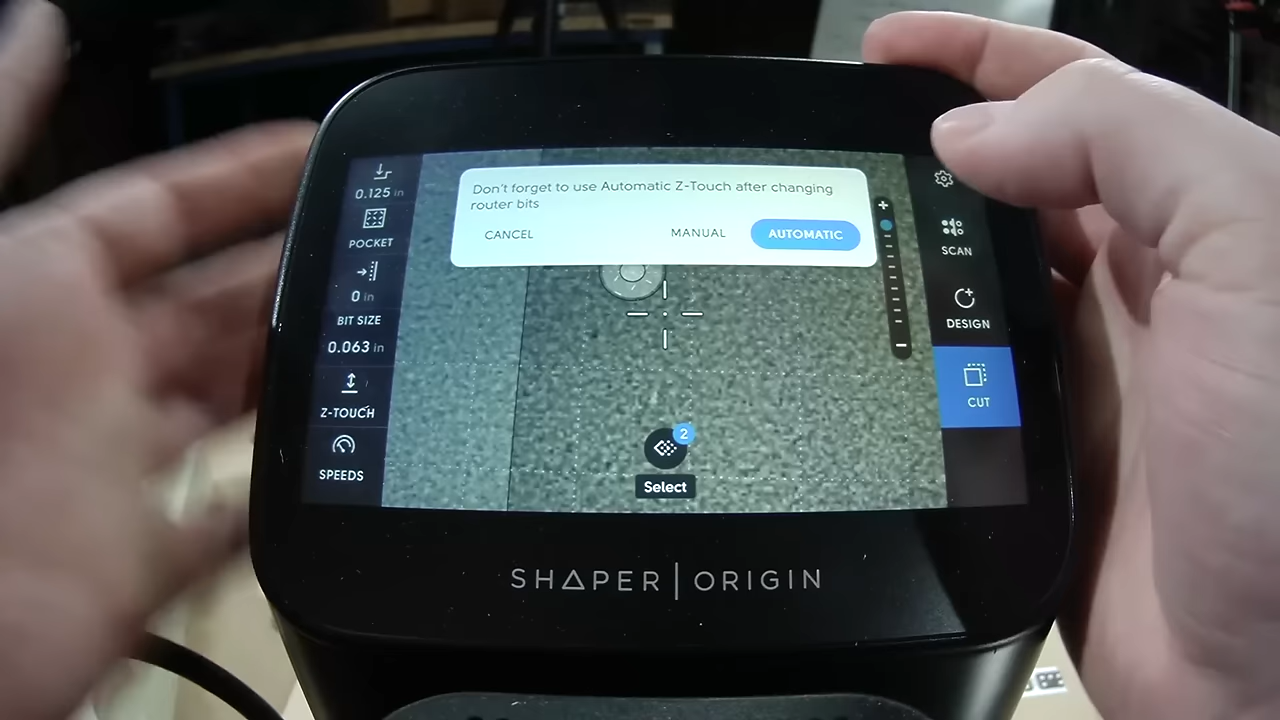 Don't forget to use Automatic Z-Touch after changing
router bits
CANCEL
MANUAL
AUTOMATIC
0.125 in
POCKET
0 in
BIT SIZE
0.063 in
Z-TOUCH
SPEEDS
+
−
2
Select
SCAN
DESIGN
CUT
SHAPER | ORIGIN